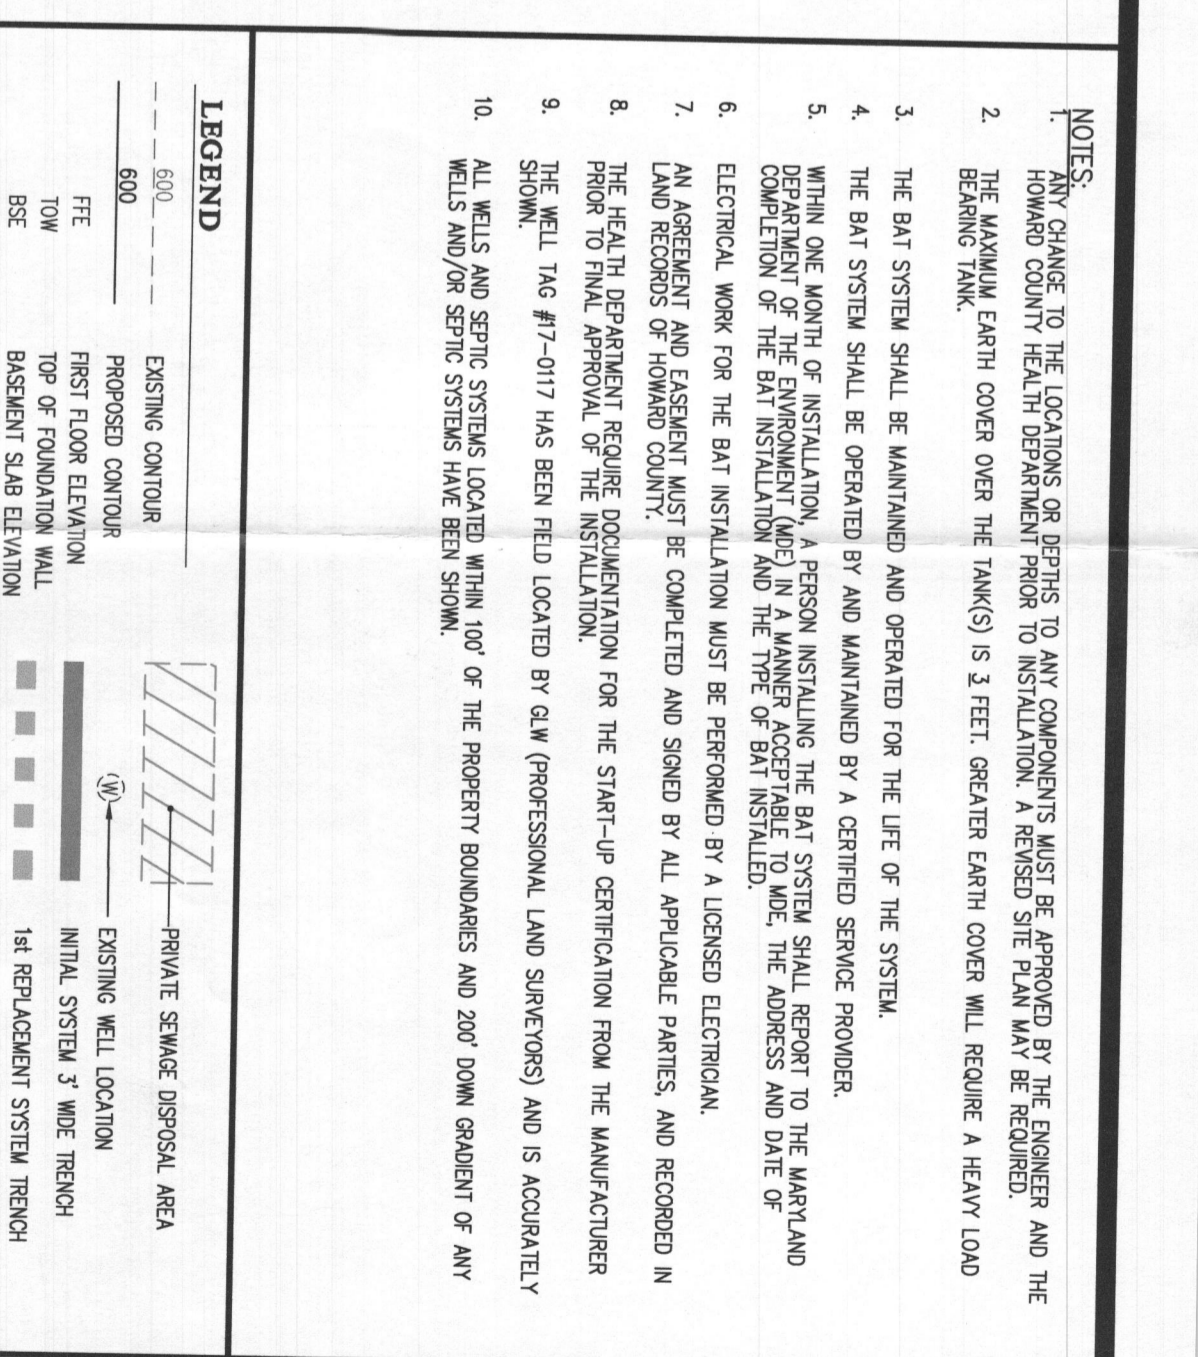 NOTES:
1. ANY CHANGE TO THE LOCATIONS OR DEPTHS TO ANY COMPONENTS MUST BE APPROVED BY THE ENGINEER AND THE
HOWARD COUNTY HEALTH DEPARTMENT PRIOR TO INSTALLATION. A REVISED SITE PLAN MAY BE REQUIRED.
2. THE MAXIMUM EARTH COVER OVER THE TANK(S) IS 3 FEET. GREATER EARTH COVER WILL REQUIRE A HEAVY LOAD
BEARING TANK.
3. THE BAT SYSTEM SHALL BE MAINTAINED AND OPERATED FOR THE LIFE OF THE SYSTEM.
4. THE BAT SYSTEM SHALL BE OPERATED BY AND MAINTAINED BY A CERTIFIED SERVICE PROVIDER.
5. WITHIN ONE MONTH OF INSTALLATION, A PERSON INSTALLING THE BAT SYSTEM SHALL REPORT TO THE MARYLAND
DEPARTMENT OF THE ENVIRONMENT (MDE) IN A MANNER ACCEPTABLE TO MDE, THE ADDRESS AND DATE OF
COMPLETION OF THE BAT INSTALLATION AND THE TYPE OF BAT INSTALLED.
6. ELECTRICAL WORK FOR THE BAT INSTALLATION MUST BE PERFORMED BY A LICENSED ELECTRICIAN.
7. AN AGREEMENT AND EASEMENT MUST BE COMPLETED AND SIGNED BY ALL APPLICABLE PARTIES, AND RECORDED IN
LAND RECORDS OF HOWARD COUNTY.
8. THE HEALTH DEPARTMENT REQUIRE DOCUMENTATION FOR THE START-UP CERTIFICATION FROM THE MANUFACTURER
PRIOR TO FINAL APPROVAL OF THE INSTALLATION.
9. THE WELL TAG #17-0117 HAS BEEN FIELD LOCATED BY GLW (PROFESSIONAL LAND SURVEYORS) AND IS ACCURATELY
SHOWN.
10. ALL WELLS AND SEPTIC SYSTEMS LOCATED WITHIN 100' OF THE PROPERTY BOUNDARIES AND 200' DOWN GRADIENT OF ANY
WELLS AND/OR SEPTIC SYSTEMS HAVE BEEN SHOWN.
LEGEND
600 EXISTING CONTOUR
600 PROPOSED CONTOUR
FFE FIRST FLOOR ELEVATION
TOW TOP OF FOUNDATION WALL
BSE BASEMENT SLAB ELEVATION
PRIVATE SEWAGE DISPOSAL AREA
(W) EXISTING WELL LOCATION
INITIAL SYSTEM 3' WIDE TRENCH
1st REPLACEMENT SYSTEM TRENCH